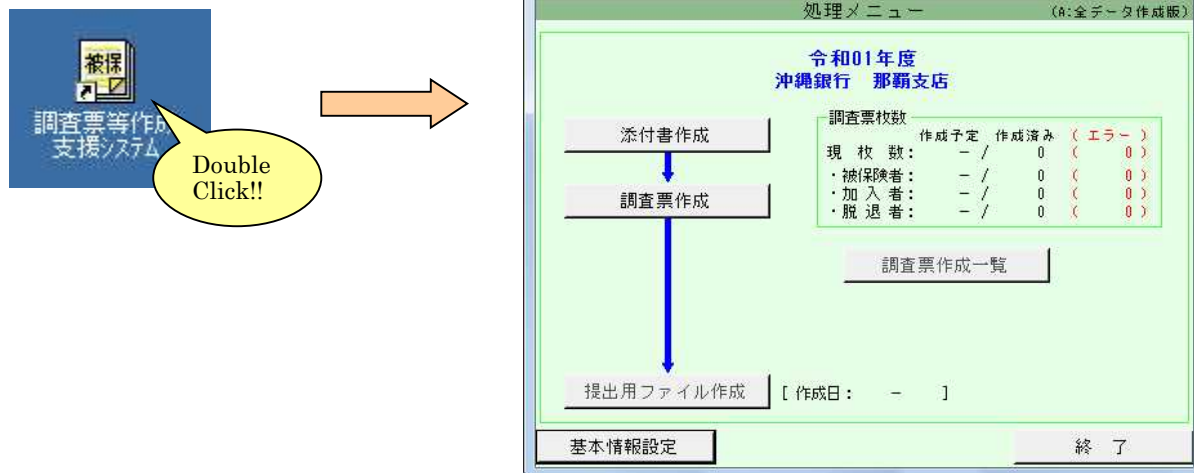 被保
調査票等作成
支援システム
Double
Click!!
処理メニュー
(A:全データ作成版)
令和01年度
沖縄銀行 那覇支店
添付書作成
調査票作成
調査票枚数
作成予定 作成済み (エラー)
現 枚 数: - / 0 ( 0)
・被保険者: - / 0 ( 0)
・加 入 者: - / 0 ( 0)
・脱 退 者: - / 0 ( 0)
調査票作成一覧
提出用ファイル作成
[ 作成日: - ]
基本情報設定
終 了